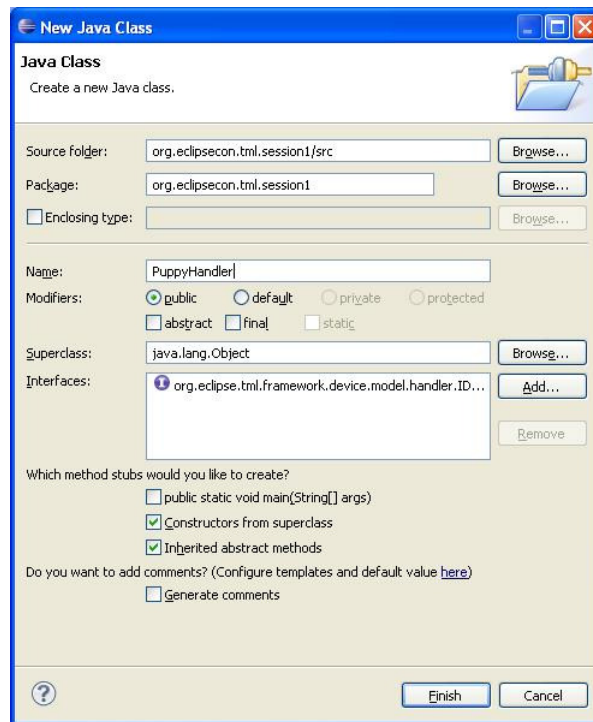 New Java Class
Java Class
Create a new Java class.
Source folder: org.eclipsecon.tml.session1/src Browse...
Package: org.eclipsecon.tml.session1 Browse...
Enclosing type: Browse...
Name: PuppyHandler
Modifiers: public default private protected
abstract final static
Superclass: java.lang.Object Browse...
Interfaces: org.eclipse.tml.framework.device.model.handler.ID... Add...
Remove
Which method stubs would you like to create?
public static void main(String[] args)
Constructors from superclass
Inherited abstract methods
Do you want to add comments? (Configure templates and default value here)
Generate comments
? Finish Cancel